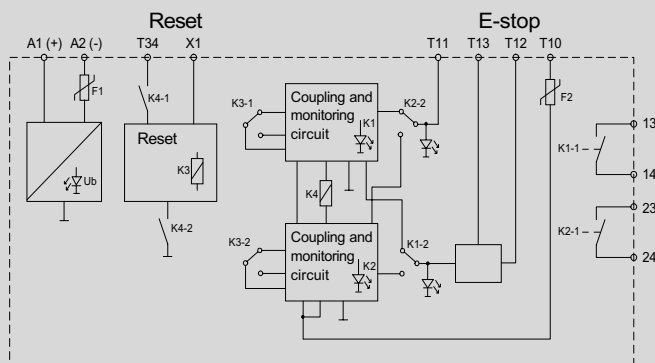 Reset E-stop
A1 (+) A2 (-) T34 X1 T11 T13 T12 T10
F1 F2
K4-1
K3-1 Coupling and monitoring circuit K2-2
13
Reset K1 K1-1
K3
14
Ub K4
23
K4-2 K3-2 Coupling and monitoring circuit K1-2 K2-1
K2
24